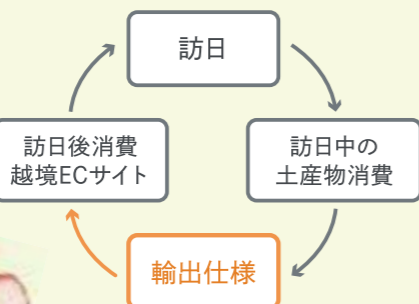 訪日
訪日中の
土産物消費
輸出仕様
訪日後消費
越境ECサイト